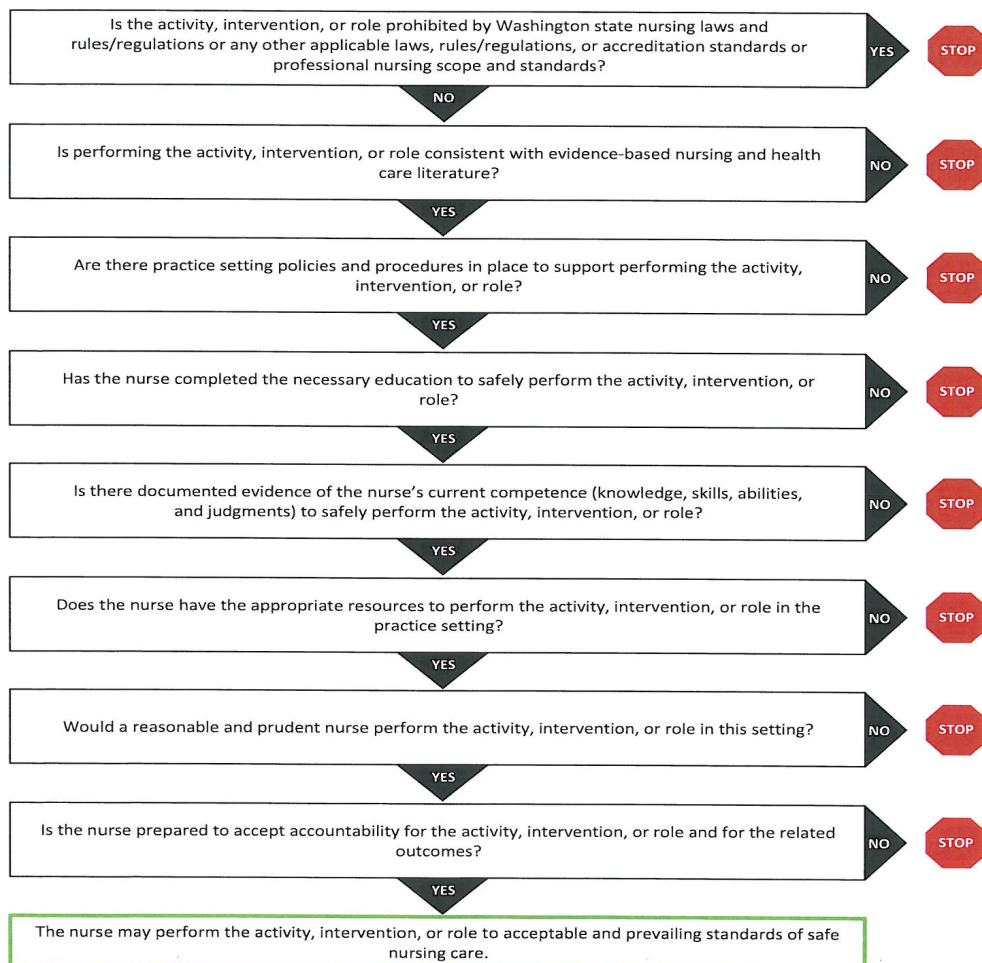 Is the activity, intervention, or role prohibited by Washington state nursing laws and
rules/regulations or any other applicable laws, rules/regulations, or accreditation standards or
professional nursing scope and standards?
YES
STOP
NO
Is performing the activity, intervention, or role consistent with evidence-based nursing and health
care literature?
NO
STOP
YES
Are there practice setting policies and procedures in place to support performing the activity,
intervention, or role?
NO
STOP
YES
Has the nurse completed the necessary education to safely perform the activity, intervention, or
role?
NO
STOP
YES
Is there documented evidence of the nurse's current competence (knowledge, skills, abilities,
and judgments) to safely perform the activity, intervention, or role?
NO
STOP
YES
Does the nurse have the appropriate resources to perform the activity, intervention, or role in the
practice setting?
NO
STOP
YES
Would a reasonable and prudent nurse perform the activity, intervention, or role in this setting?
NO
STOP
YES
Is the nurse prepared to accept accountability for the activity, intervention, or role and for the related
outcomes?
NO
STOP
YES
The nurse may perform the activity, intervention, or role to acceptable and prevailing standards of safe
nursing care.